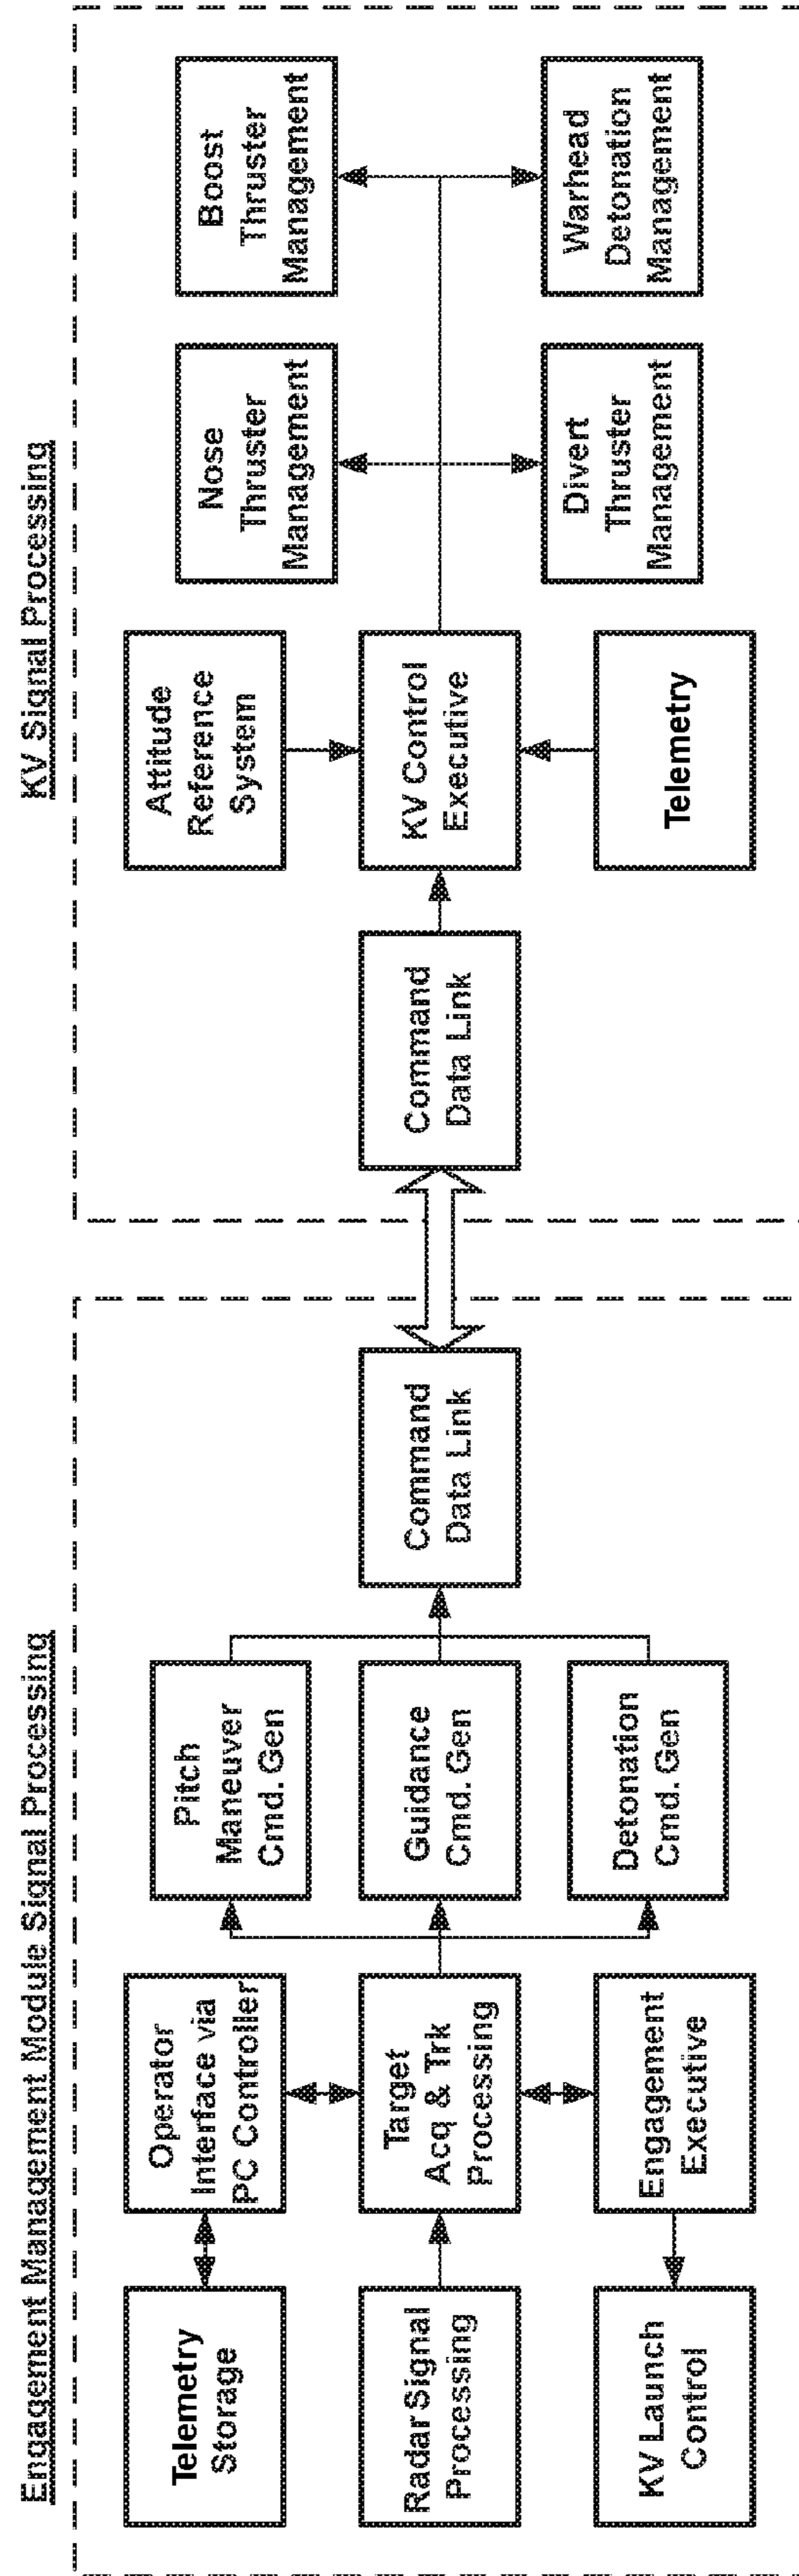 Engagement Management Module Signal Processing
Telemetry
Storage
Operator
Interface via
PC Controller
Pitch
Maneuver
Cmd. Gen
Radar Signal
Processing
Target
Acq & Trk
Processing
Guidance
Cmd. Gen
Command
Data Link
KV Launch
Control
Engagement
Executive
Detonation
Cmd. Gen
KV Signal Processing
Attitude
Reference
System
Nose
Thruster
Management
Boost
Thruster
Management
Command
Data Link
KV Control
Executive
Telemetry
Divert
Thruster
Management
Warhead
Detonation
Management